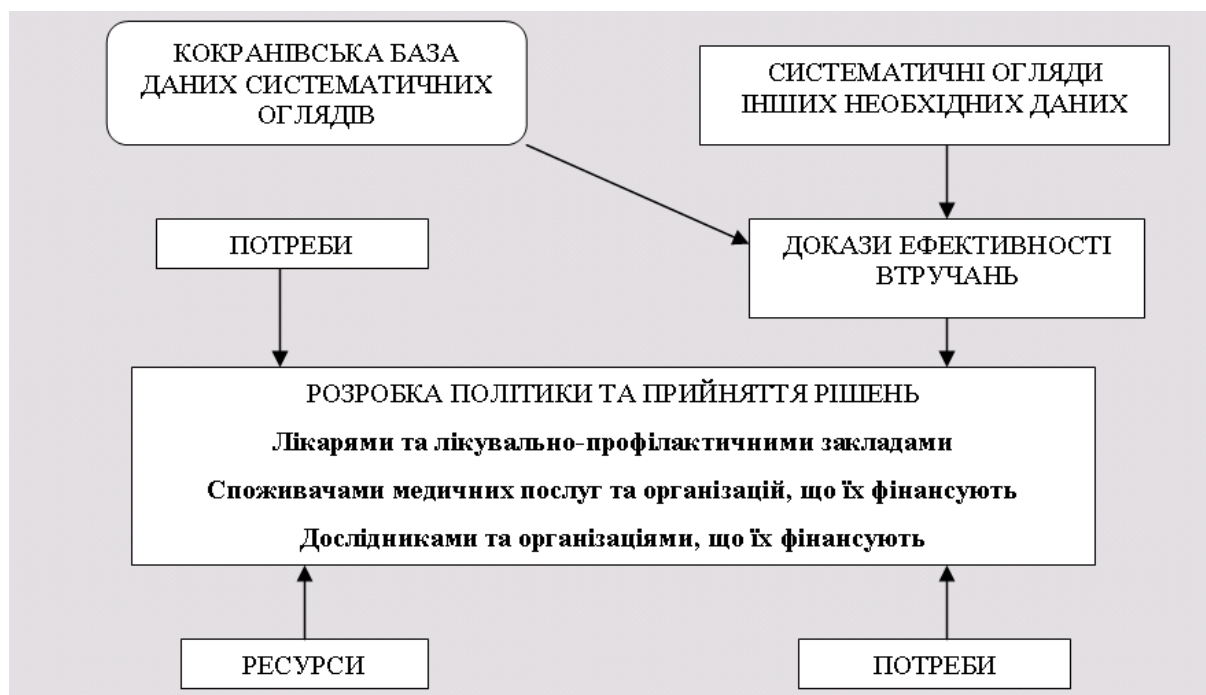 КОКРАНІВСЬКА БАЗА
ДАНИХ СИСТЕМАТИЧНИХ
ОГЛЯДІВ
СИСТЕМАТИЧНІ ОГЛЯДИ
ІНШИХ НЕОБХІДНИХ ДАНИХ
ПОТРЕБИ
ДОКАЗИ ЕФЕКТИВНОСТІ
ВТРУЧАНЬ
РОЗРОБКА ПОЛІТИКИ ТА ПРИЙНЯТТЯ РІШЕНЬ
Лікарями та лікувально-профілактичними закладами
Споживачами медичних послуг та організацій, що їх фінансують
Дослідниками та організаціями, що їх фінансують
РЕСУРСИ
ПОТРЕБИ